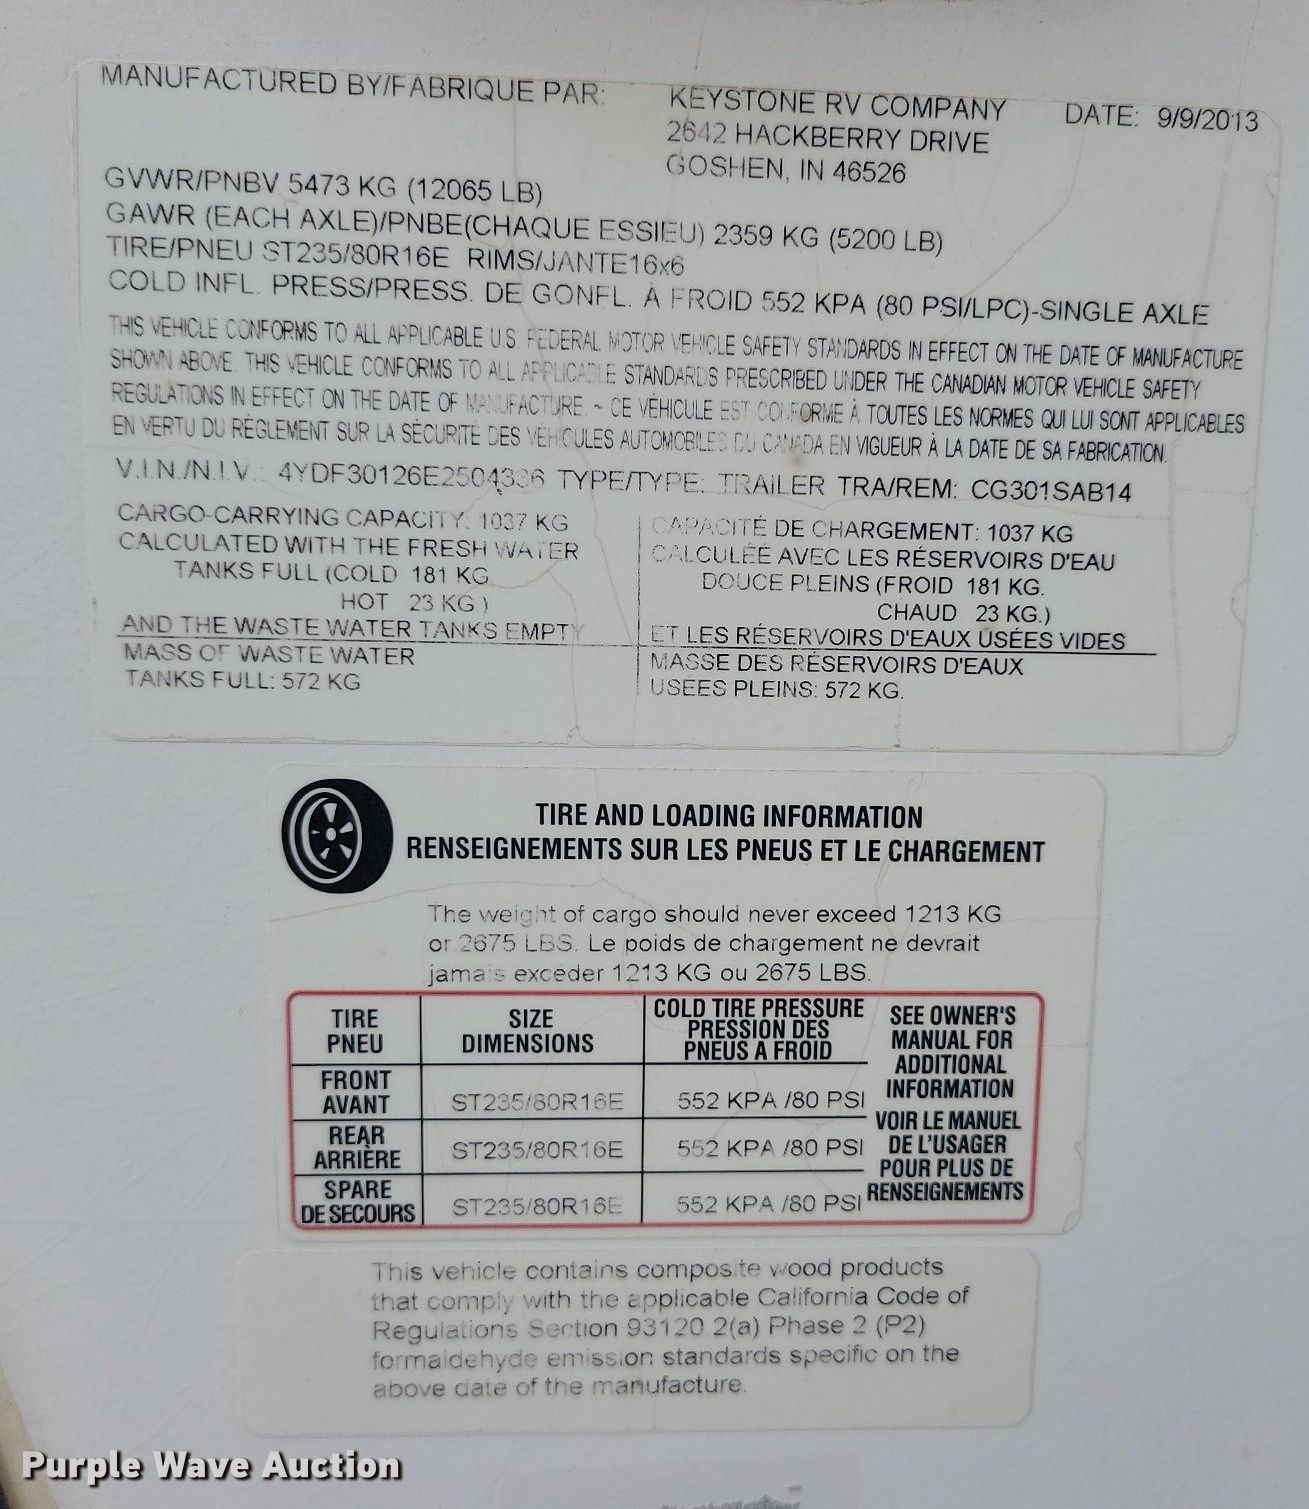 MANUFACTURED BY/FABRIQUE PAR: KEYSTONE RV COMPANY DATE: 9/9/2013
2642 HACKBERRY DRIVE
GOSHEN, IN 46526
GVWR/PNBV 5473 KG (12065 LB)
GAWR (EACH AXLE)/PNBE(CHAQUE ESSIEU) 2359 KG (5200 LB)
TIRE/PNEU ST235/80R16E RIMS/JANTE16x6
COLD INFL. PRESS/PRESS. DE GONFL. À FROID 552 KPA (80 PSI/LPC)-SINGLE AXLE
THIS VEHICLE CONFORMS TO ALL APPLICABLE U.S. FEDERAL MOTOR VEHICLE SAFETY STANDARDS IN EFFECT ON THE DATE OF MANUFACTURE
SHOWN ABOVE. THIS VEHICLE CONFORMS TO ALL APPLICABLE STANDARDS PRESCRIBED UNDER THE CANADIAN MOTOR VEHICLE SAFETY
REGULATIONS IN EFFECT ON THE DATE OF MANUFACTURE. ~ CE VÉHICULE EST CONFORME À TOUTES LES NORMES QUI LUI SONT APPLICABLES
EN VERTU DU RÈGLEMENT SUR LA SÉCURITÉ DES VÉHICULES AUTOMOBILES DU CANADA EN VIGUEUR À LA DATE DE SA FABRICATION.
V.I.N./N.I.V.: 4YDF30126E2504336 TYPE/TYPE: TRAILER TRA/REM: CG301SAB14
CARGO-CARRYING CAPACITY: 1037 KG
CALCULATED WITH THE FRESH WATER
TANKS FULL (COLD 181 KG
HOT 23 KG.)
AND THE WASTE WATER TANKS EMPTY
MASS OF WASTE WATER
TANKS FULL: 572 KG
CAPACITÉ DE CHARGEMENT: 1037 KG
CALCULÉE AVEC LES RÉSERVOIRS D'EAU
DOUCE PLEINS (FROID 181 KG.
CHAUD 23 KG.)
ET LES RÉSERVOIRS D'EAUX USÉES VIDES
MASSE DES RÉSERVOIRS D'EAUX
USÉES PLEINS: 572 KG.
TIRE AND LOADING INFORMATION
RENSEIGNEMENTS SUR LES PNEUS ET LE CHARGEMENT
The weight of cargo should never exceed 1213 KG
or 2675 LBS. Le poids de chargement ne devrait
jamais excéder 1213 KG ou 2675 LBS.
TIRE
PNEU
SIZE
DIMENSIONS
COLD TIRE PRESSURE
PRESSION DES
PNEUS A FROID
FRONT
AVANT
ST235/80R16E 552 KPA /80 PSI
REAR
ARRIÈRE
ST235/80R16E 552 KPA /80 PSI
SPARE
DE SECOURS
ST235/80R16E 552 KPA /80 PSI
SEE OWNER'S
MANUAL FOR
ADDITIONAL
INFORMATION
VOIR LE MANUEL
DE L'USAGER
POUR PLUS DE
RENSEIGNEMENTS
This vehicle contains composite wood products
that comply with the applicable California Code of
Regulations Section 93120.2(a) Phase 2 (P2)
formaldehyde emission standards specific on the
above date of the manufacture.
Purple Wave Auction